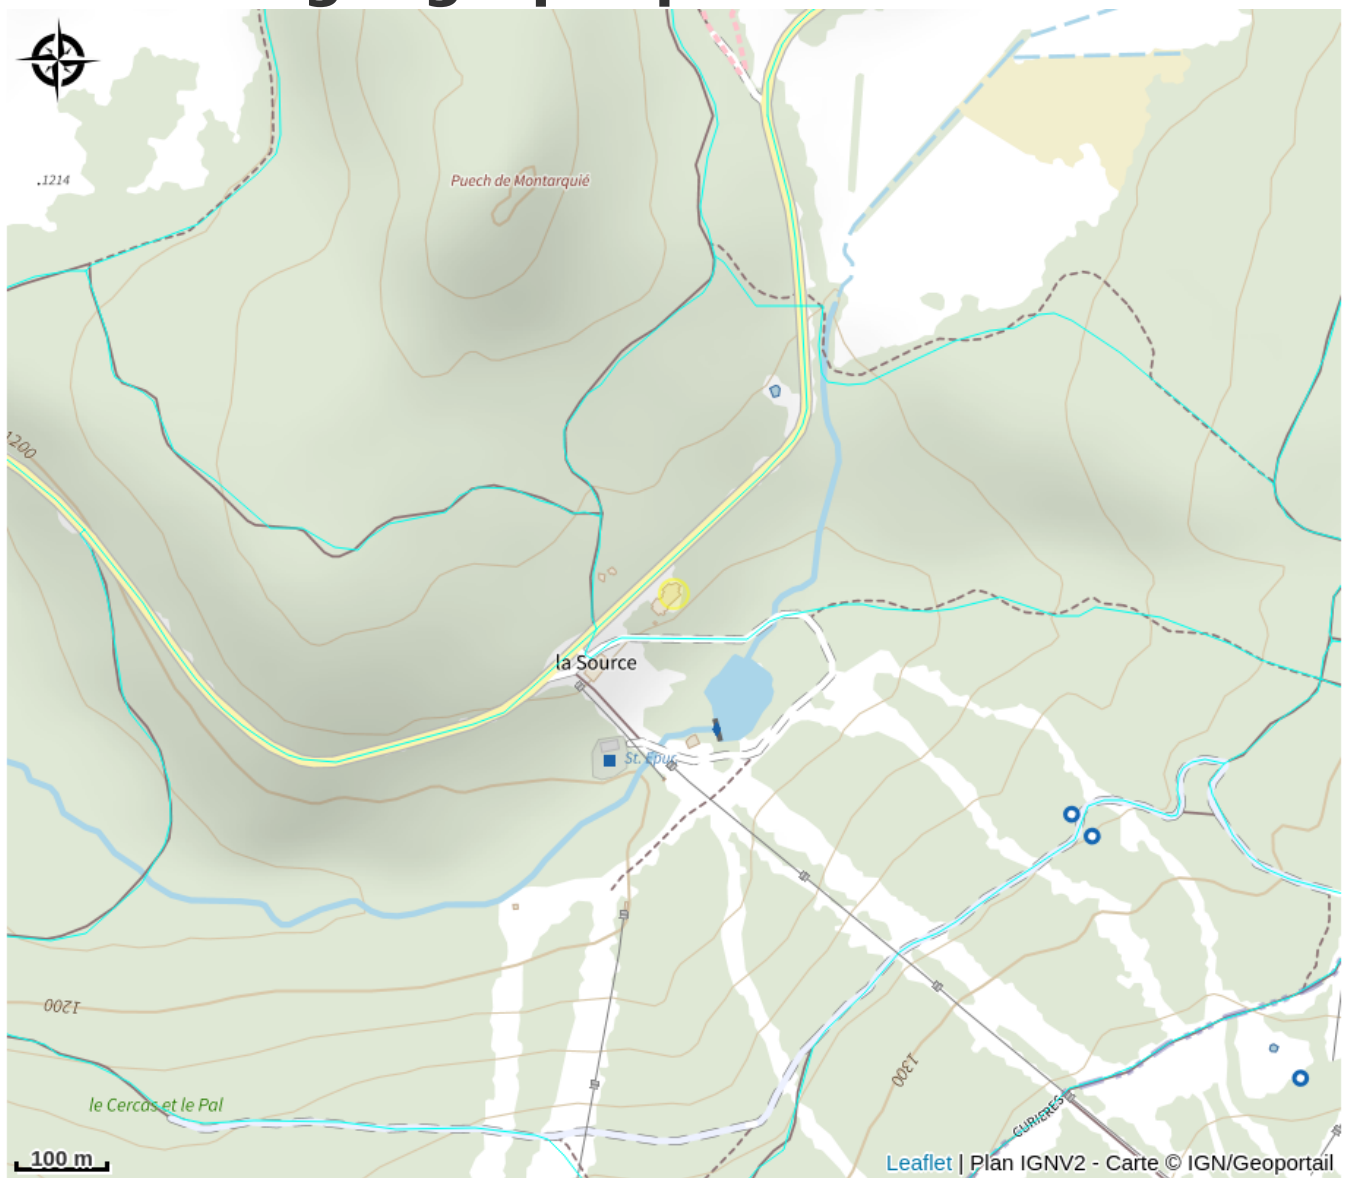 Puech de Montarquié
.1214
1200
la Source
St. Epur.
1200
1300
le Cercas et le Pal
CURIERES
100 m
Leaflet | Plan IGNV2 - Carte © IGN/Geoportail